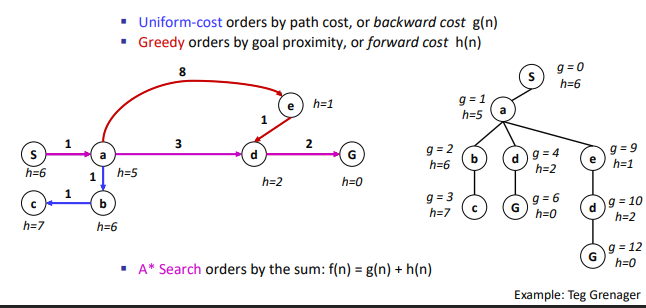 ▪ Uniform-cost orders by path cost, or backward cost g(n)
▪ Greedy orders by goal proximity, or forward cost h(n)
8
e h=1
1
S 1 a 3 d 2 G
h=6 1 h=5 h=2 h=0
c 1 b
h=7 h=6
S g = 0
h=6
g = 1
h=5 a
g = 2
h=6 b d g = 4
h=2 e g = 9
h=1
g = 3
h=7 c G g = 6
h=0 d g = 10
h=2
G g = 12
h=0
▪ A* Search orders by the sum: f(n) = g(n) + h(n)
Example: Teg Grenager